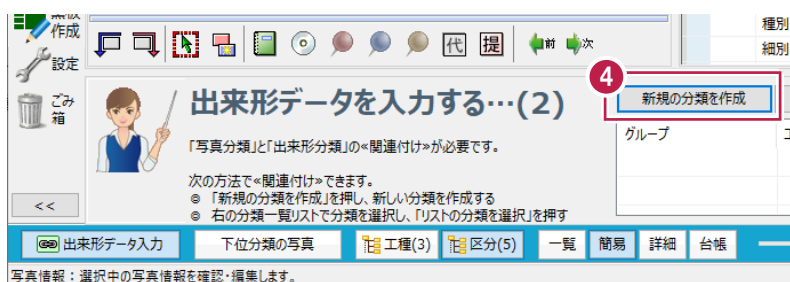 作成
設定
ごみ
箱
<<
代 提 前 次
種別
細別
出来形データを入力する…(2)
「写真分類」と「出来形分類」の≪関連付け≫が必要です。
次の方法で≪関連付け≫できます。
◎ 「新規の分類を作成」を押し、新しい分類を作成する
◎ 右の分類一覧リストで分類を選択し、「リストの分類を選択」を押す
4
新規の分類を作成
グループ
出来形データ入力 下位分類の写真 工種(3) 区分(5) 一覧 簡易 詳細 台帳
写真情報：選択中の写真情報を確認・編集します。